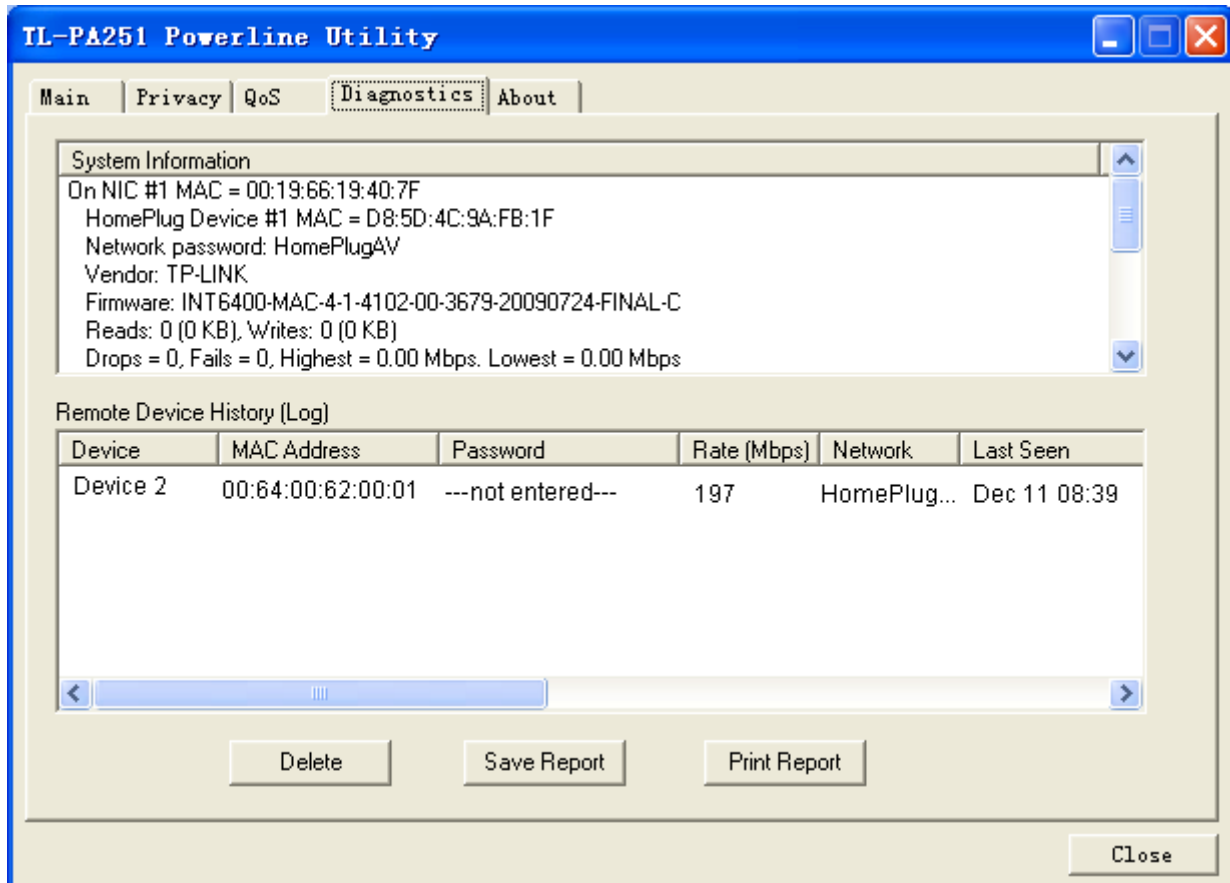 TL-PA251 Powerline Utility
Main Privacy QoS Diagnostics About
System Information
On NIC #1 MAC = 00:19:66:19:40:7F
HomePlug Device #1 MAC = D8:5D:4C:9A:FB:1F
Network password: HomePlugAV
Vendor: TP-LINK
Firmware: INT6400-MAC-4-1-4102-00-3679-20090724-FINAL-C
Reads: 0 (0 KB), Writes: 0 (0 KB)
Drops = 0, Fails = 0, Highest = 0.00 Mbps. Lowest = 0.00 Mbps
Remote Device History (Log)
Device MAC Address Password Rate (Mbps) Network Last Seen
Device 2 00:64:00:62:00:01 ---not entered--- 197 HomePlug... Dec 11 08:39
Delete Save Report Print Report
Close